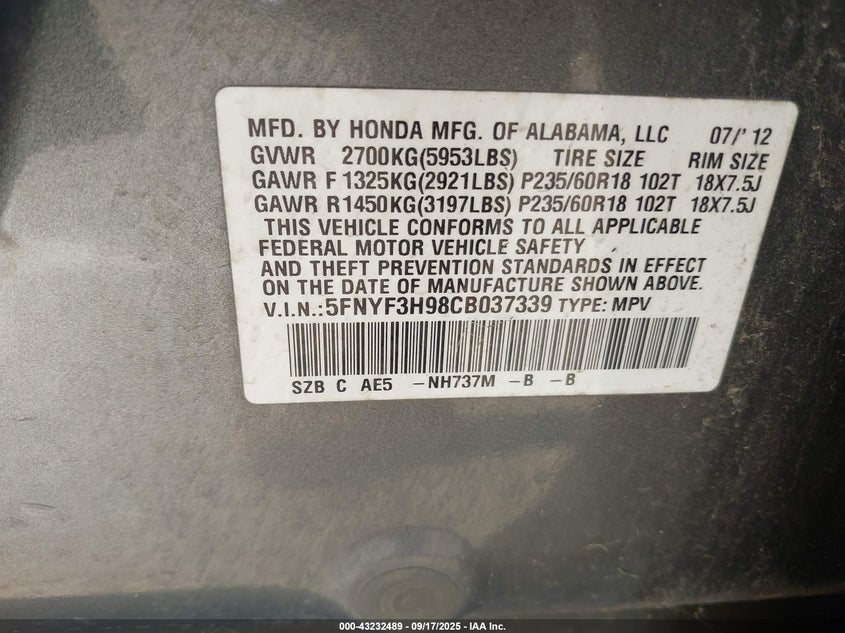 MFD. BY HONDA MFG. OF ALABAMA, LLC 07/'12
GVWR 2700KG(5953LBS) TIRE SIZE RIM SIZE
GAWR F 1325KG(2921LBS) P235/60R18 102T 18X7.5J
GAWR R1450KG(3197LBS) P235/60R18 102T 18X7.5J
THIS VEHICLE CONFORMS TO ALL APPLICABLE
FEDERAL MOTOR VEHICLE SAFETY
AND THEFT PREVENTION STANDARDS IN EFFECT
ON THE DATE OF MANUFACTURE SHOWN ABOVE.
V.I.N.:5FNYF3H98CB037339 TYPE: MPV
SZB C AE5 -NH737M -B -B
000-43232489 - 09/17/2025 - IAA Inc.